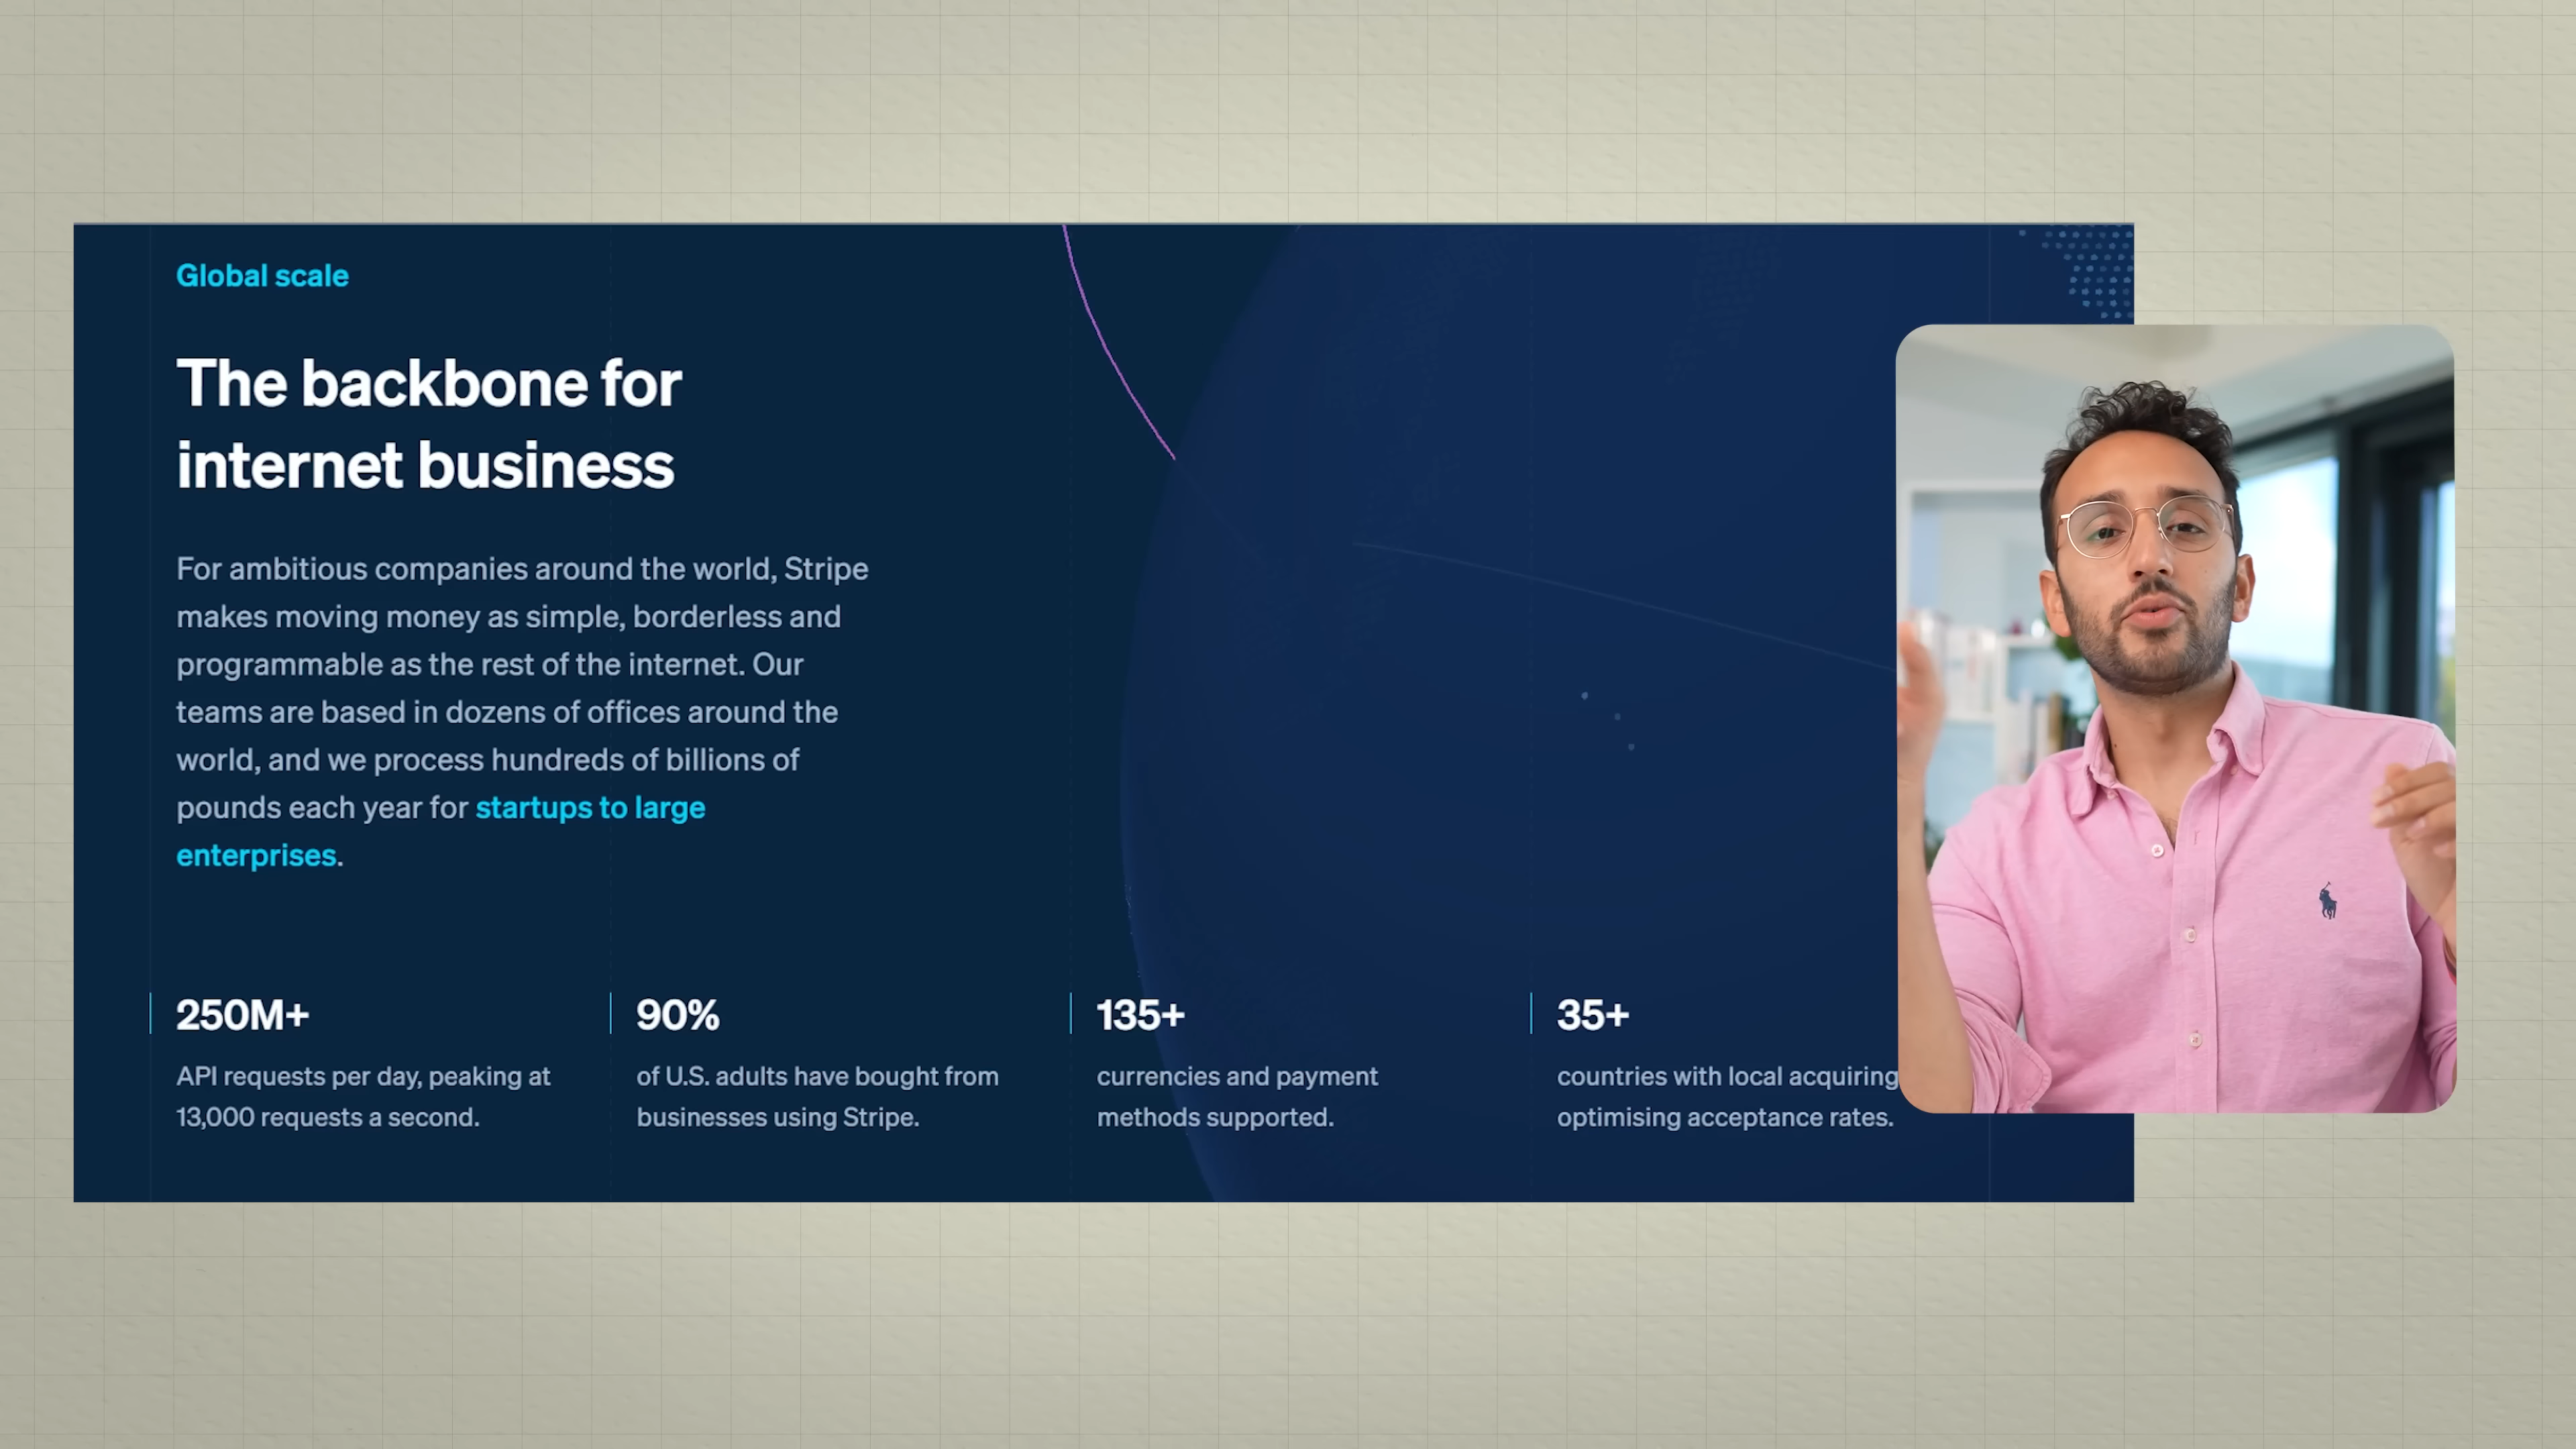 Global scale
The backbone for
internet business
For ambitious companies around the world, Stripe
makes moving money as simple, borderless and
programmable as the rest of the internet. Our
teams are based in dozens of offices around the
world, and we process hundreds of billions of
pounds each year for startups to large
enterprises.
250M+
API requests per day, peaking at
13,000 requests a second.
90%
of U.S. adults have bought from
businesses using Stripe.
135+
currencies and payment
methods supported.
35+
countries with local acquiring
optimising acceptance rates.